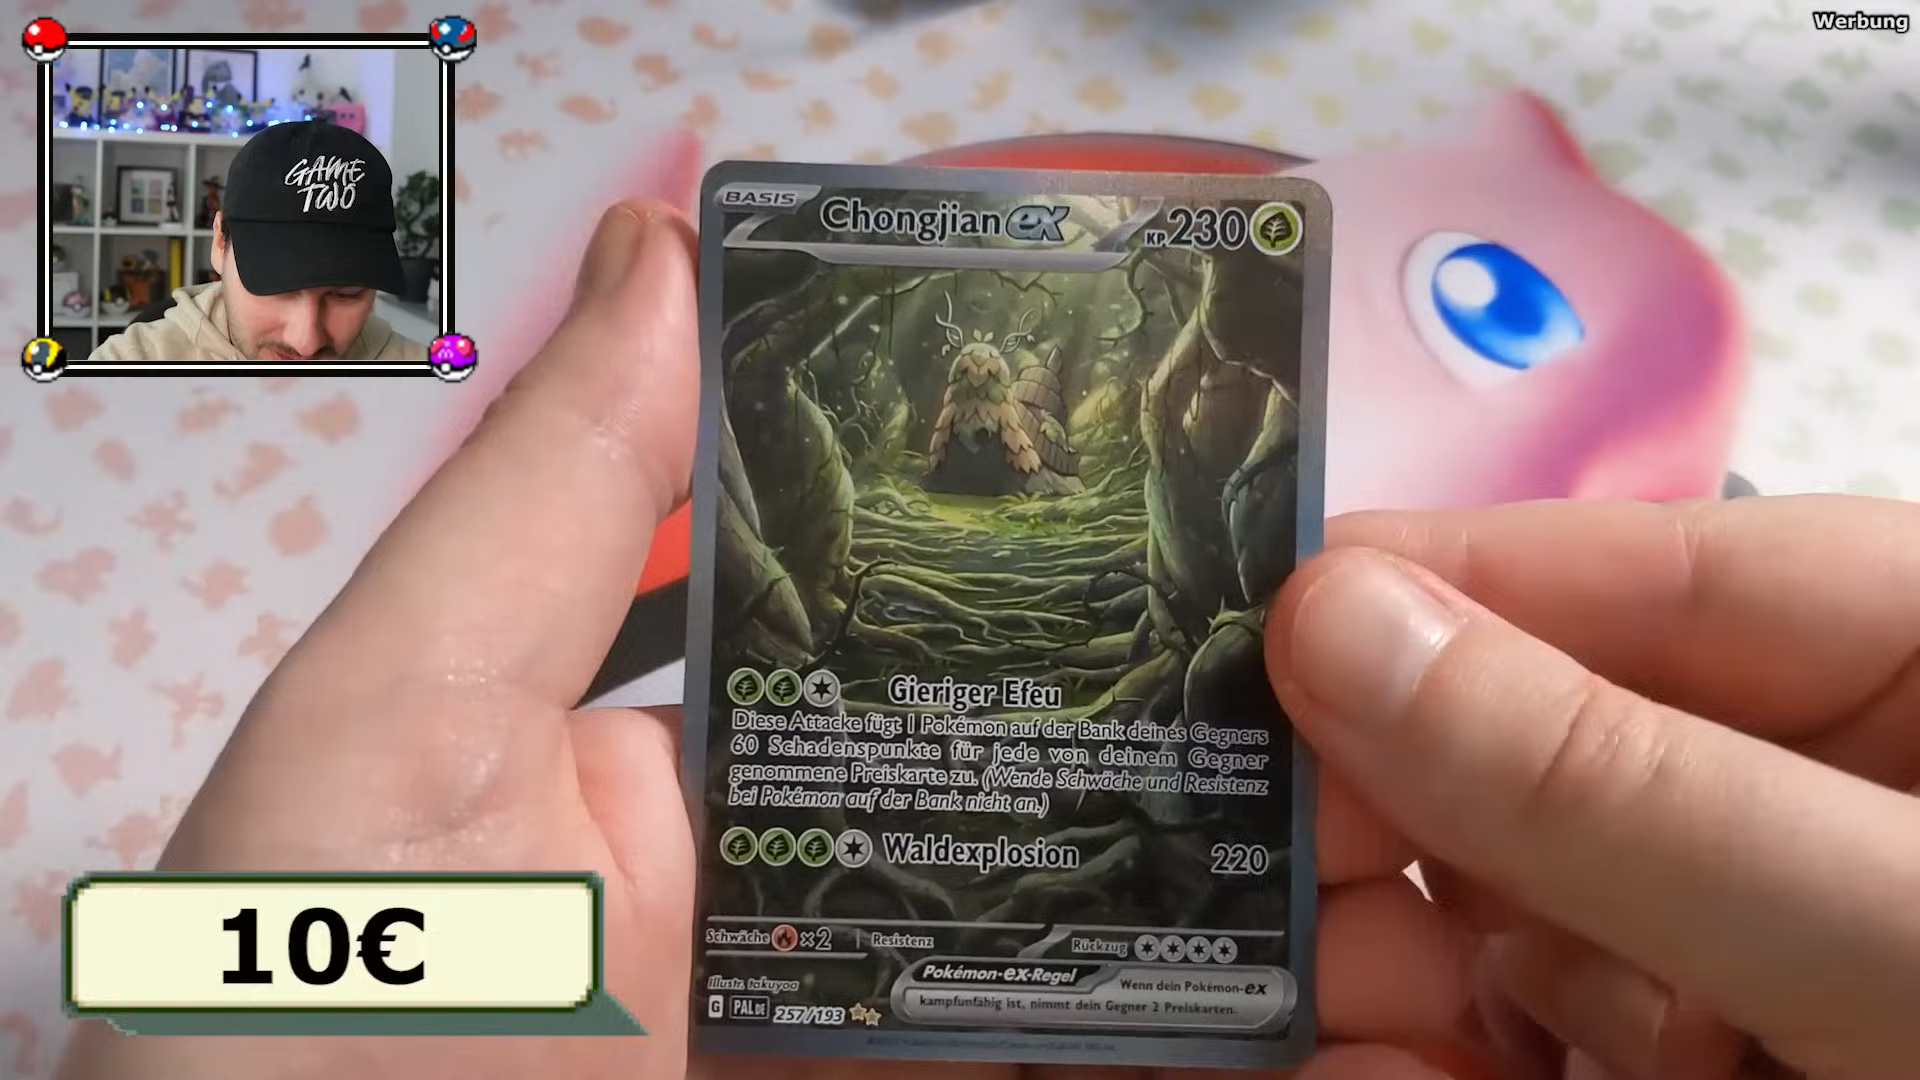 Werbung
GAME
TWO
BASIS
Chongjian ex
KP 230
Gieriger Efeu
Diese Attacke fügt 1 Pokémon auf der Bank deines Gegners
60 Schadenspunkte für jede von deinem Gegner
genommene Preiskarte zu. (Wende Schwäche und Resistenz
bei Pokémon auf der Bank nicht an.)
Waldexplosion 220
Schwäche ×2 Resistenz Rückzug
Pokémon-ex-Regel Wenn dein Pokémon-ex
kampfunfähig ist, nimmt dein Gegner 2 Preiskarten.
Illustr. takuyoa
G PAL DE 257/193
10€